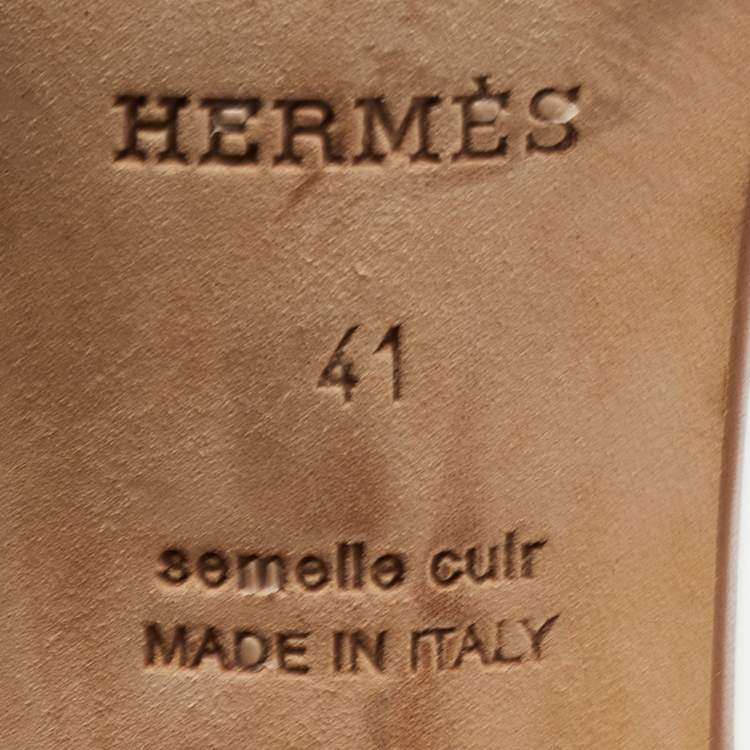 HERMÈS
41
semelle cuir
MADE IN ITALY